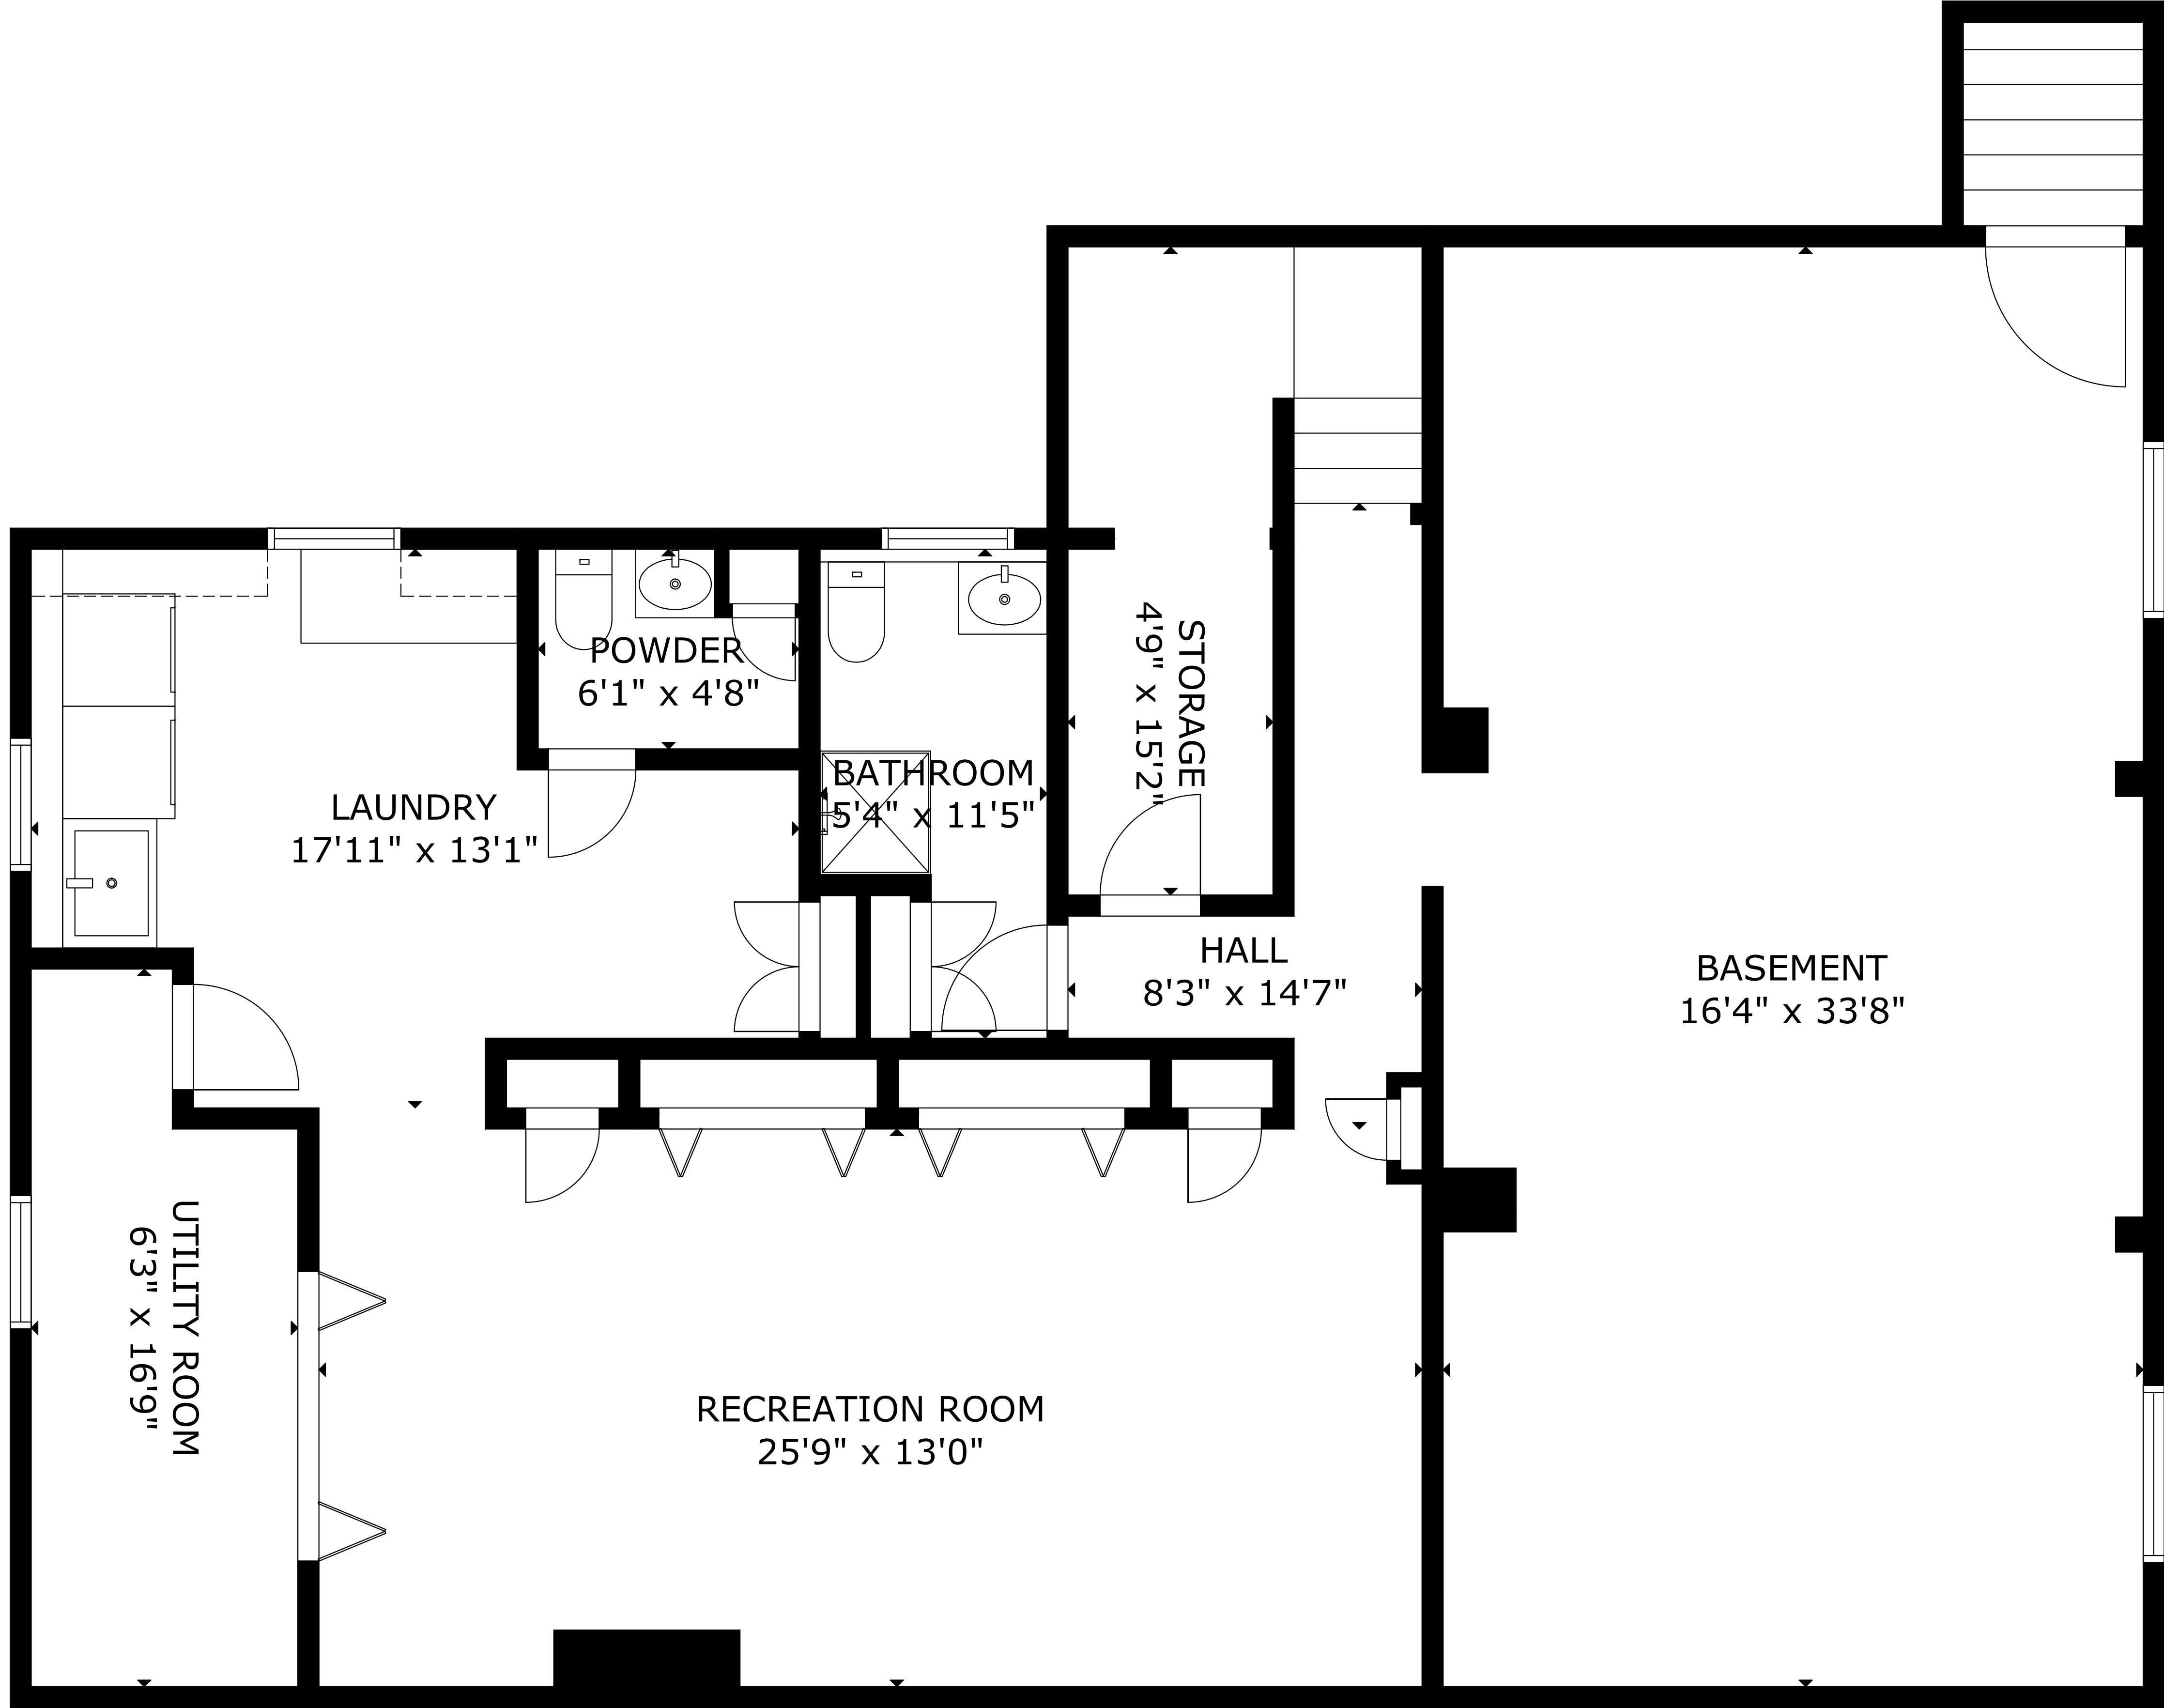 POWDER
6'1" x 4'8"
BATHROOM
5'4" x 11'5"
STORAGE
4'9" x 15'2"
LAUNDRY
17'11" x 13'1"
HALL
8'3" x 14'7"
BASEMENT
16'4" x 33'8"
UTILITY ROOM
6'3" x 16'9"
RECREATION ROOM
25'9" x 13'0"